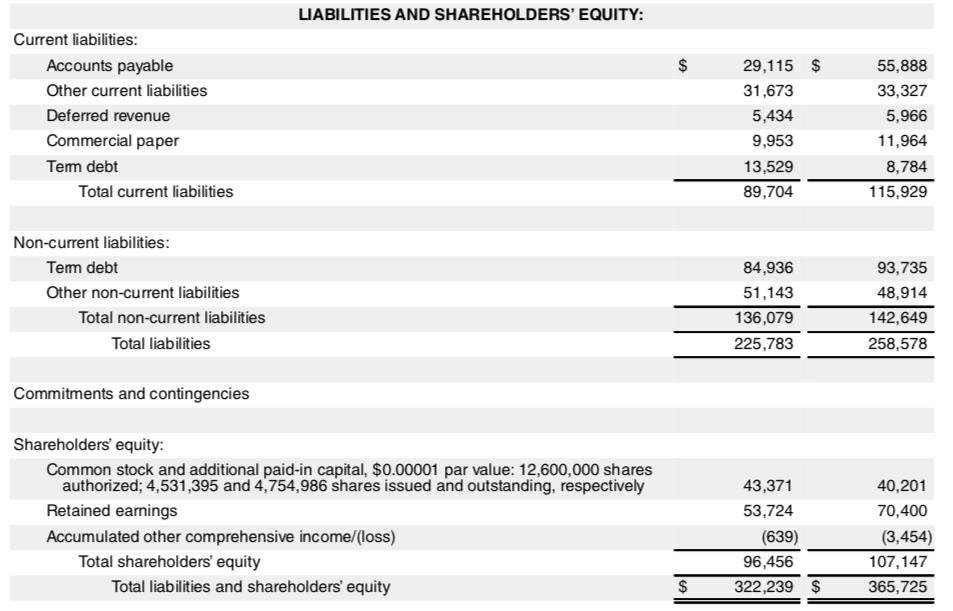 LIABILITIES AND SHAREHOLDERS' EQUITY:
Current liabilities:
Accounts payable $ 29,115 $ 55,888
Other current liabilities 31,673 33,327
Deferred revenue 5,434 5,966
Commercial paper 9,953 11,964
Term debt 13,529 8,784
Total current liabilities 89,704 115,929
Non-current liabilities:
Term debt 84,936 93,735
Other non-current liabilities 51,143 48,914
Total non-current liabilities 136,079 142,649
Total liabilities 225,783 258,578
Commitments and contingencies
Shareholders' equity:
Common stock and additional paid-in capital, $0.00001 par value: 12,600,000 shares
authorized; 4,531,395 and 4,754,986 shares issued and outstanding, respectively 43,371 40,201
Retained earnings 53,724 70,400
Accumulated other comprehensive income/(loss) (639) (3,454)
Total shareholders' equity 96,456 107,147
Total liabilities and shareholders' equity $ 322,239 $ 365,725